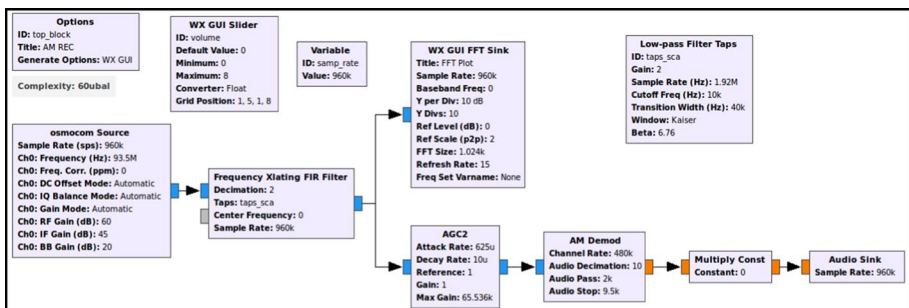 Options
ID: top_block
Title: AM REC
Generate Options: WX GUI
Complexity: 60ubal
WX GUI Slider
ID: volume
Default Value: 0
Minimum: 0
Maximum: 8
Converter: Float
Grid Position: 1, 5, 1, 8
Variable
ID: samp_rate
Value: 960k
WX GUI FFT Sink
Title: FFT Plot
Sample Rate: 960k
Baseband Freq: 0
Y per Div: 10 dB
Y Divs: 10
Ref Level (dB): 0
Ref Scale (p2p): 2
FFT Size: 1.024k
Refresh Rate: 15
Freq Set Varname: None
Low-pass Filter Taps
ID: taps_sca
Gain: 2
Sample Rate (Hz): 1.92M
Cutoff Freq (Hz): 10k
Transition Width (Hz): 40k
Window: Kaiser
Beta: 6.76
osmocom Source
Sample Rate (sps): 960k
Ch0: Frequency (Hz): 93.5M
Ch0: Freq. Corr. (ppm): 0
Ch0: DC Offset Mode: Automatic
Ch0: IQ Balance Mode: Automatic
Ch0: Gain Mode: Automatic
Ch0: RF Gain (dB): 60
Ch0: IF Gain (dB): 45
Ch0: BB Gain (dB): 20
Frequency Xlating FIR Filter
Decimation: 2
Taps: taps_sca
Center Frequency: 0
Sample Rate: 960k
AGC2
Attack Rate: 625u
Decay Rate: 10u
Reference: 1
Gain: 1
Max Gain: 65.536k
AM Demod
Channel Rate: 480k
Audio Decimation: 10
Audio Pass: 2k
Audio Stop: 9.5k
Multiply Const
Constant: 0
Audio Sink
Sample Rate: 960k